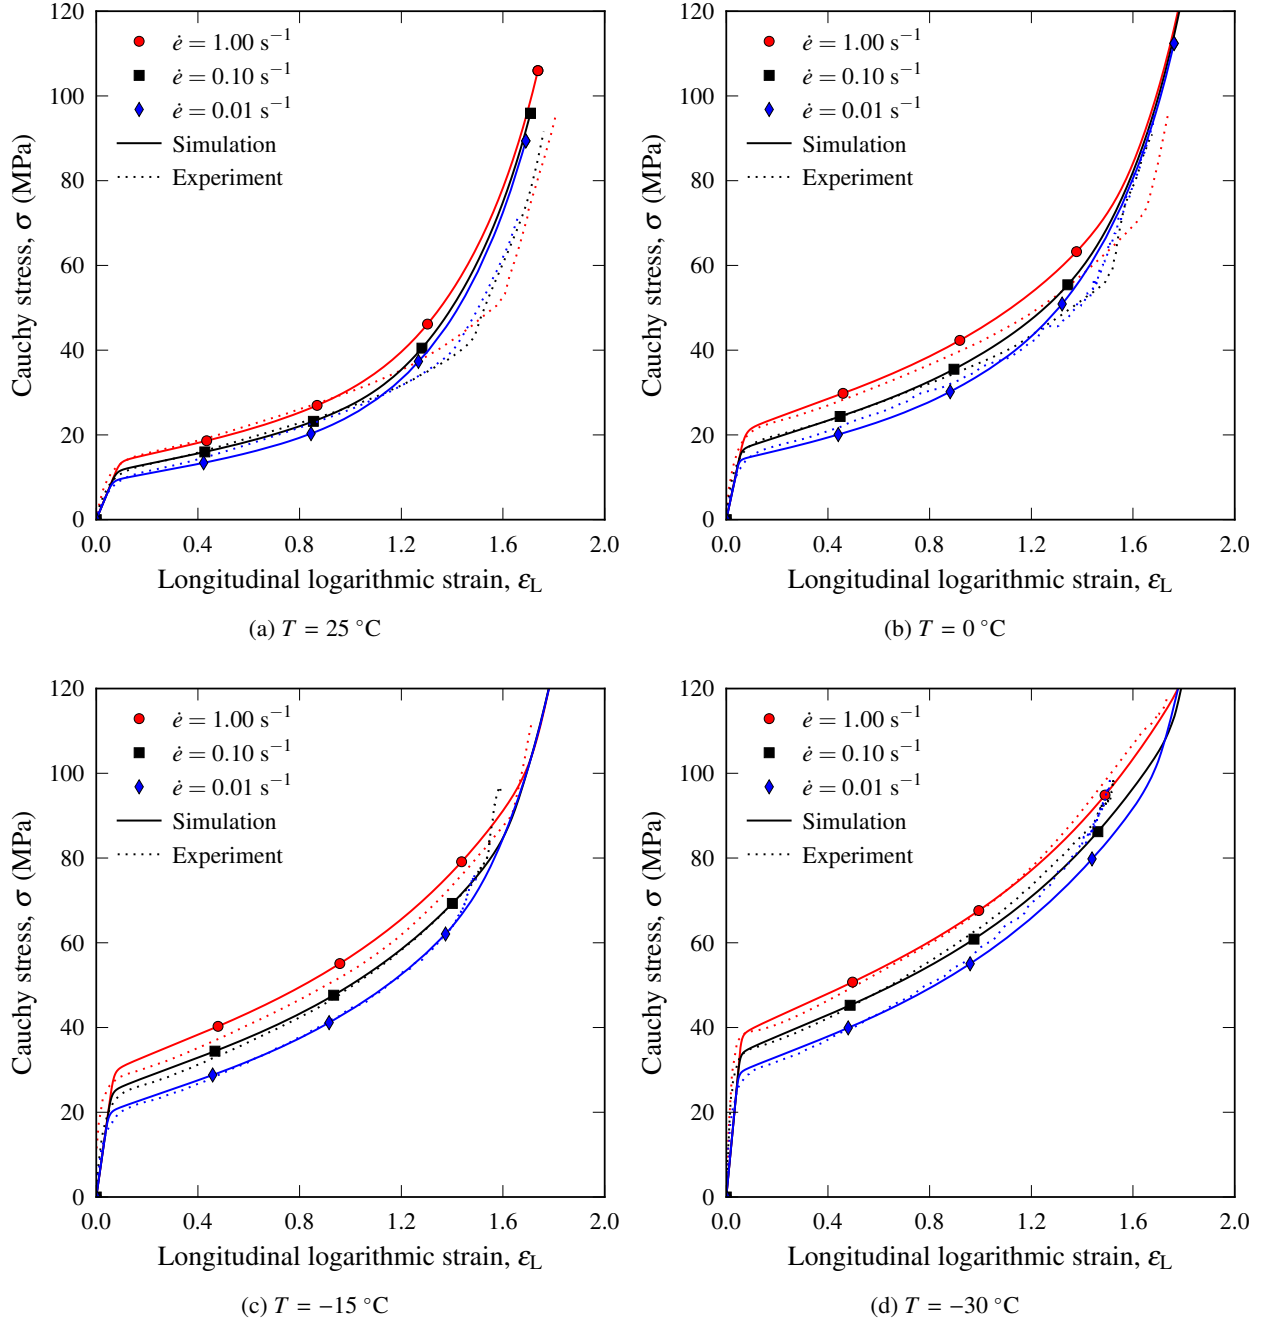 120
100
80
60
40
20
0
Cauchy stress, σ (MPa)
ė = 1.00 s⁻¹
ė = 0.10 s⁻¹
ė = 0.01 s⁻¹
Simulation
Experiment
0.0 0.4 0.8 1.2 1.6 2.0
Longitudinal logarithmic strain, ε_L
(a) T = 25 °C
120
100
80
60
40
20
0
Cauchy stress, σ (MPa)
ė = 1.00 s⁻¹
ė = 0.10 s⁻¹
ė = 0.01 s⁻¹
Simulation
Experiment
0.0 0.4 0.8 1.2 1.6 2.0
Longitudinal logarithmic strain, ε_L
(b) T = 0 °C
120
100
80
60
40
20
0
Cauchy stress, σ (MPa)
ė = 1.00 s⁻¹
ė = 0.10 s⁻¹
ė = 0.01 s⁻¹
Simulation
Experiment
0.0 0.4 0.8 1.2 1.6 2.0
Longitudinal logarithmic strain, ε_L
(c) T = −15 °C
120
100
80
60
40
20
0
Cauchy stress, σ (MPa)
ė = 1.00 s⁻¹
ė = 0.10 s⁻¹
ė = 0.01 s⁻¹
Simulation
Experiment
0.0 0.4 0.8 1.2 1.6 2.0
Longitudinal logarithmic strain, ε_L
(d) T = −30 °C